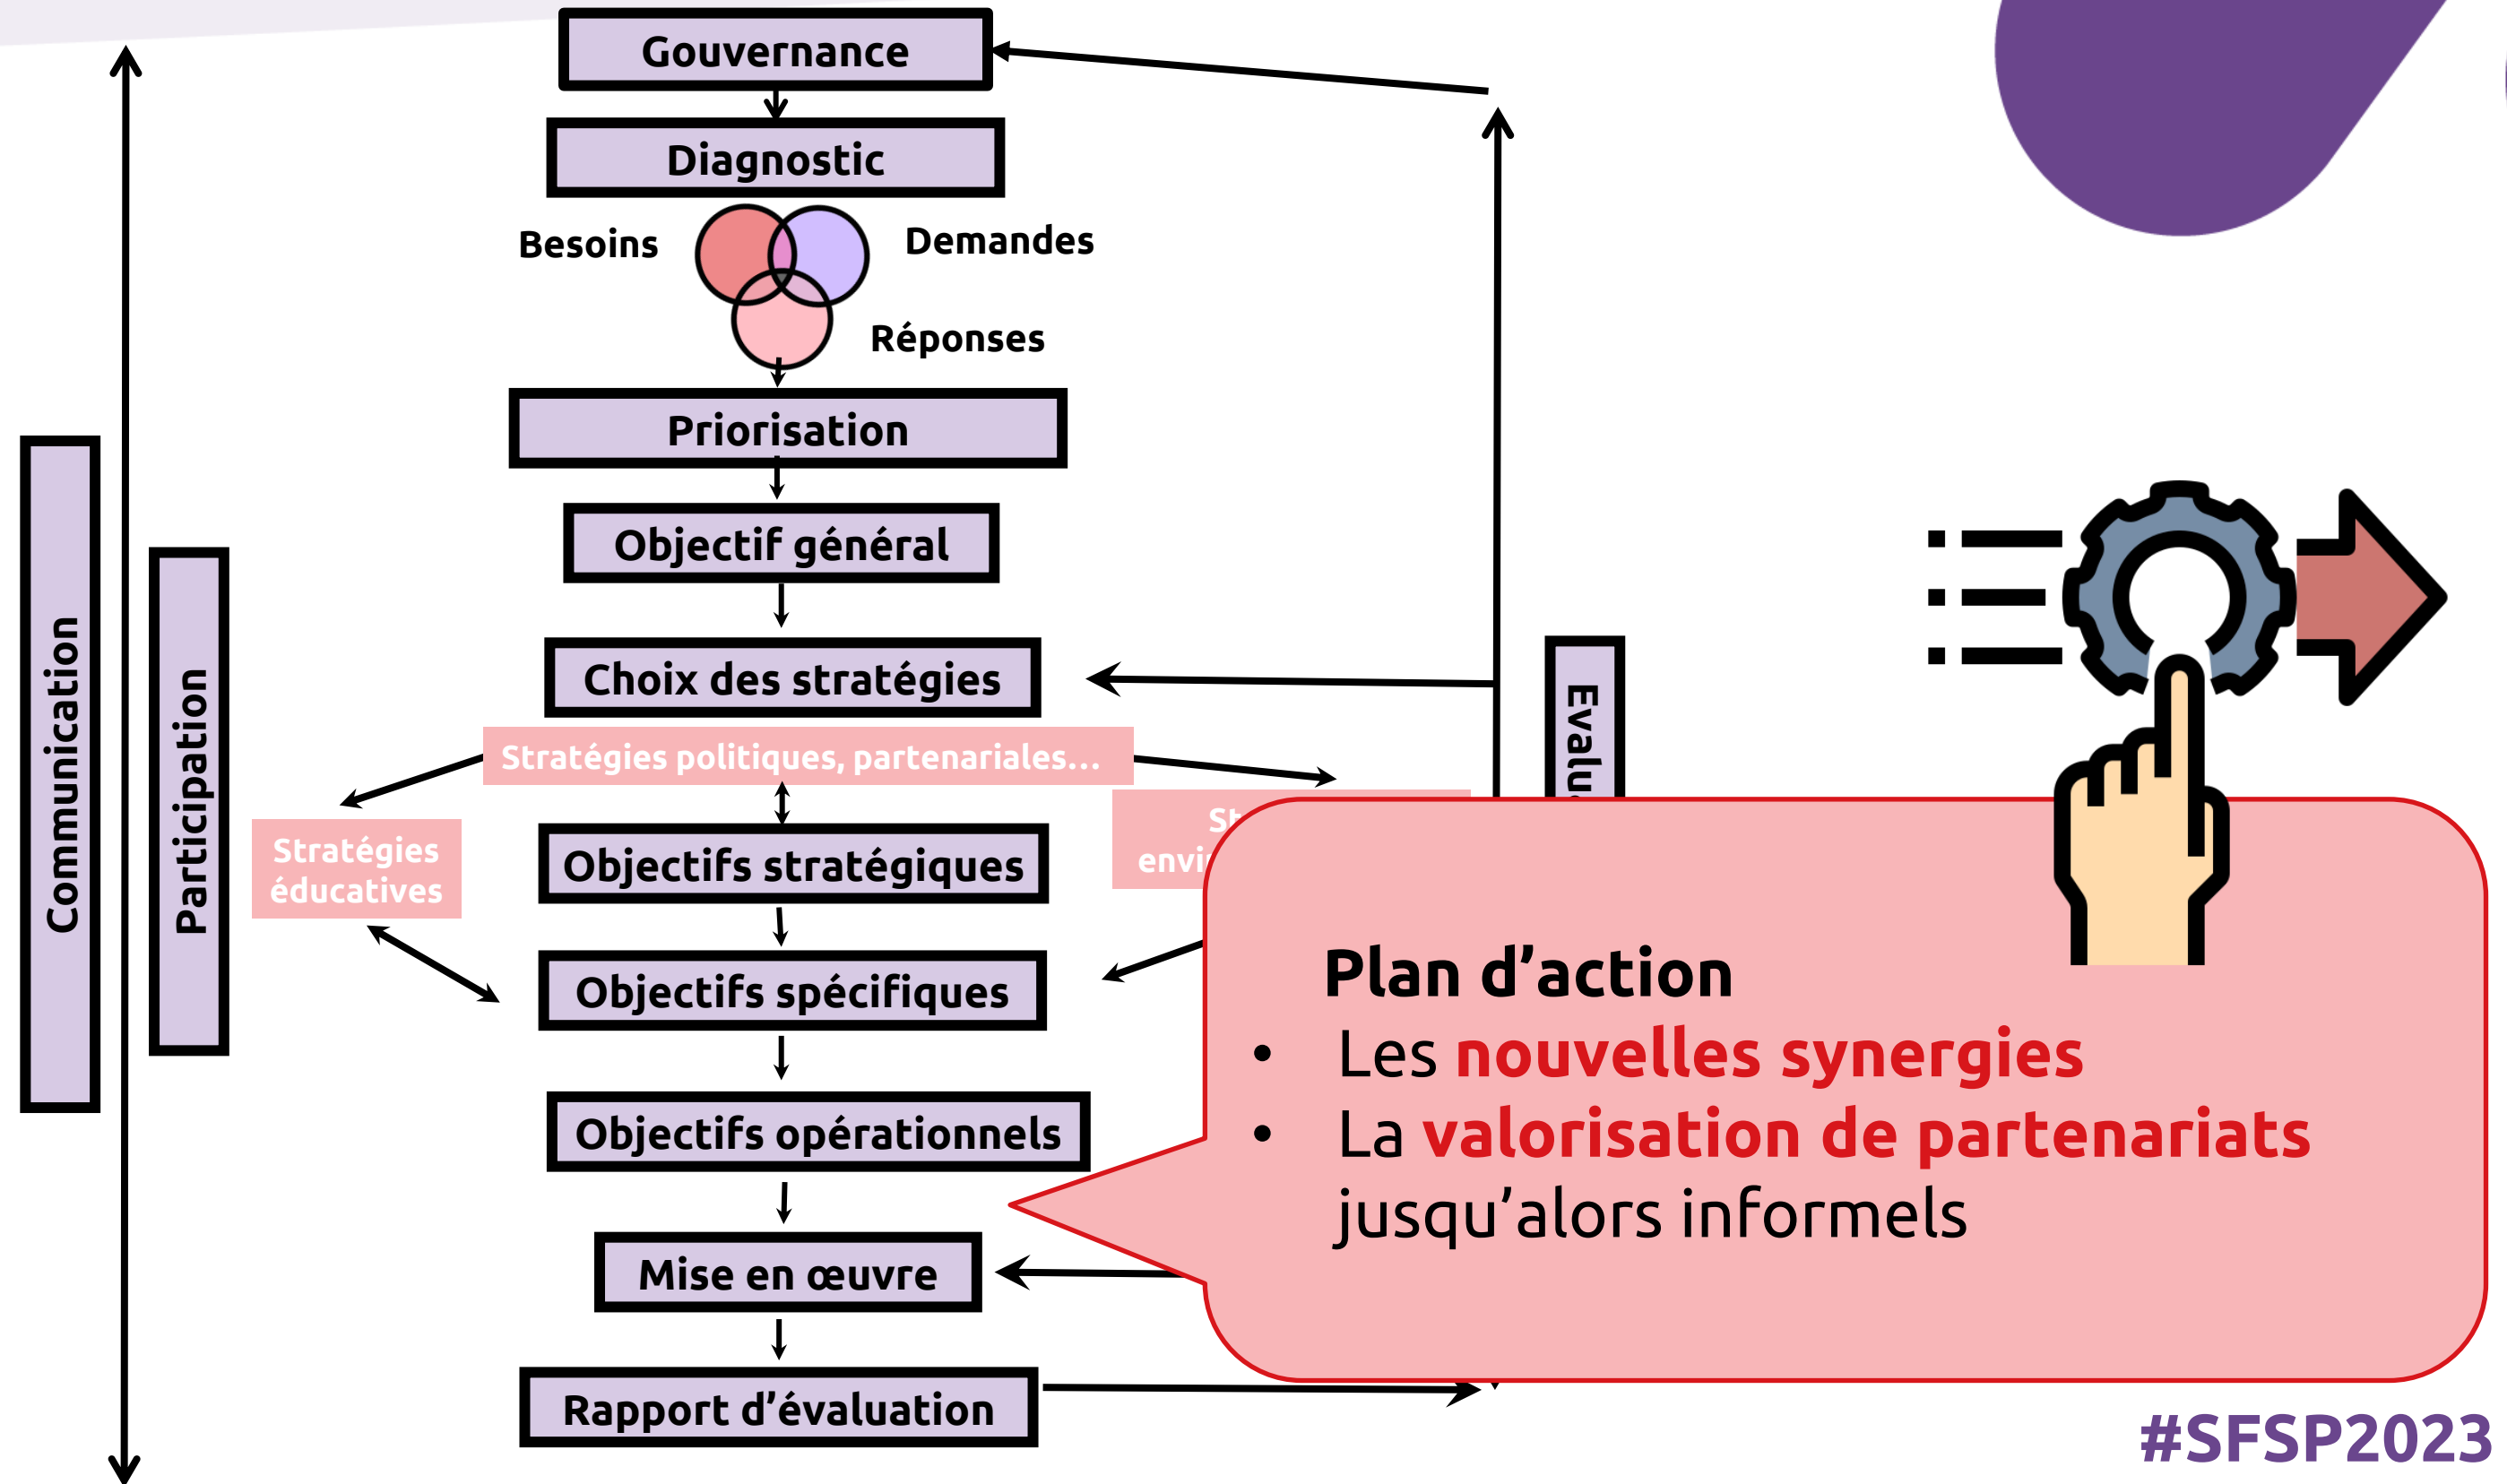 Gouvernance
Diagnostic
Besoins
Demandes
Réponses
Priorisation
Objectif général
Choix des stratégies
Stratégies politiques, partenariales...
Stratégies
éducatives
Objectifs stratégiques
Objectifs spécifiques
Objectifs opérationnels
Mise en œuvre
Rapport d’évaluation
Communication
Participation
Plan d’action
• Les nouvelles synergies
• La valorisation de partenariats
jusqu’alors informels
#SFSP2023